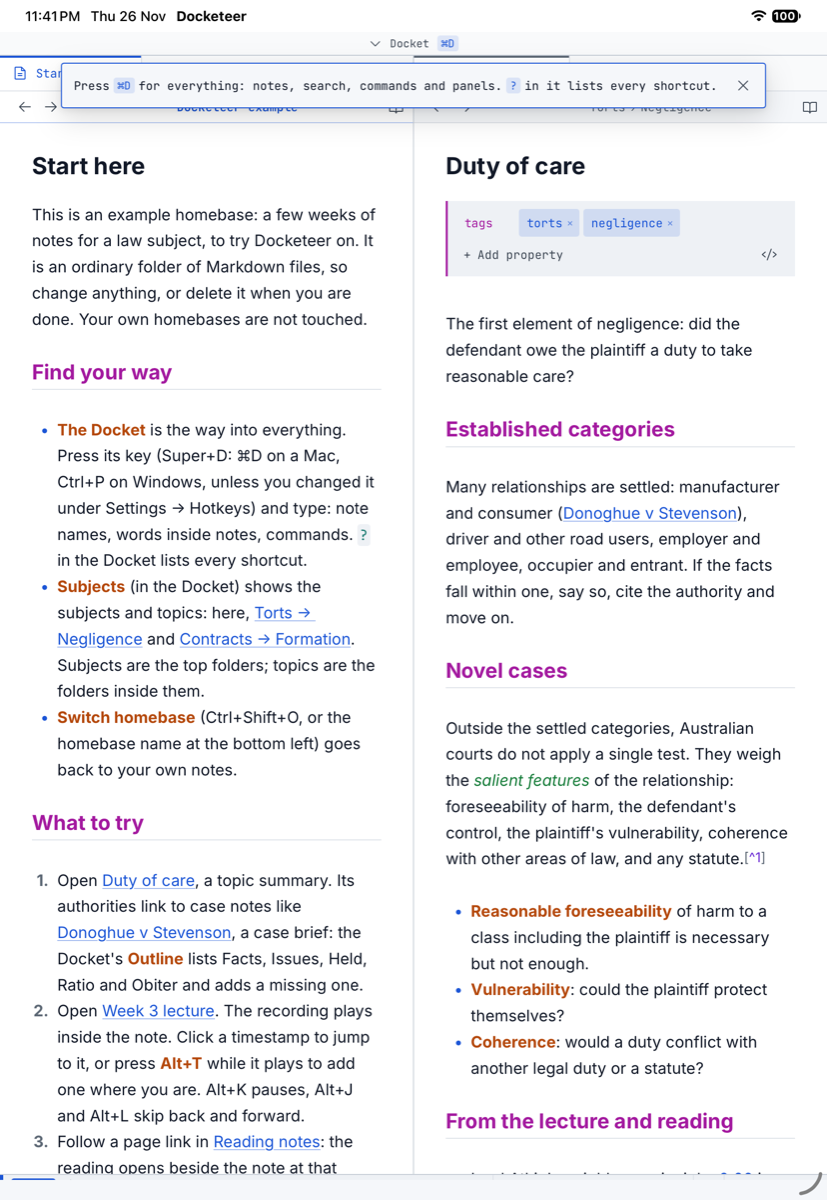 11:41 PM Thu 26 Nov Docketeer
100
Docket ⌘D
Press ⌘D for everything: notes, search, commands and panels. ? in it lists every shortcut.
Start here
This is an example homebase: a few weeks of
notes for a law subject, to try Docketeer on. It
is an ordinary folder of Markdown files, so
change anything, or delete it when you are
done. Your own homebases are not touched.
Find your way
• The Docket is the way into everything.
Press its key (Super+D: ⌘D on a Mac,
Ctrl+P on Windows, unless you changed it
under Settings → Hotkeys) and type: note
names, words inside notes, commands. ?
in the Docket lists every shortcut.
• Subjects (in the Docket) shows the
subjects and topics: here, Torts →
Negligence and Contracts → Formation.
Subjects are the top folders; topics are the
folders inside them.
• Switch homebase (Ctrl+Shift+O, or the
homebase name at the bottom left) goes
back to your own notes.
What to try
1. Open Duty of care, a topic summary. Its
authorities link to case notes like
Donoghue v Stevenson, a case brief: the
Docket's Outline lists Facts, Issues, Held,
Ratio and Obiter and adds a missing one.
2. Open Week 3 lecture. The recording plays
inside the note. Click a timestamp to jump
to it, or press Alt+T while it plays to add
one where you are. Alt+K pauses, Alt+J
and Alt+L skip back and forward.
3. Follow a page link in Reading notes: the
reading opens beside the note at that
Duty of care
tags torts × negligence ×
+ Add property </>
The first element of negligence: did the
defendant owe the plaintiff a duty to take
reasonable care?
Established categories
Many relationships are settled: manufacturer
and consumer (Donoghue v Stevenson),
driver and other road users, employer and
employee, occupier and entrant. If the facts
fall within one, say so, cite the authority and
move on.
Novel cases
Outside the settled categories, Australian
courts do not apply a single test. They weigh
the salient features of the relationship:
foreseeability of harm, the defendant's
control, the plaintiff's vulnerability, coherence
with other areas of law, and any statute.[^1]
• Reasonable foreseeability of harm to a
class including the plaintiff is necessary
but not enough.
• Vulnerability: could the plaintiff protect
themselves?
• Coherence: would a duty conflict with
another legal duty or a statute?
From the lecture and reading